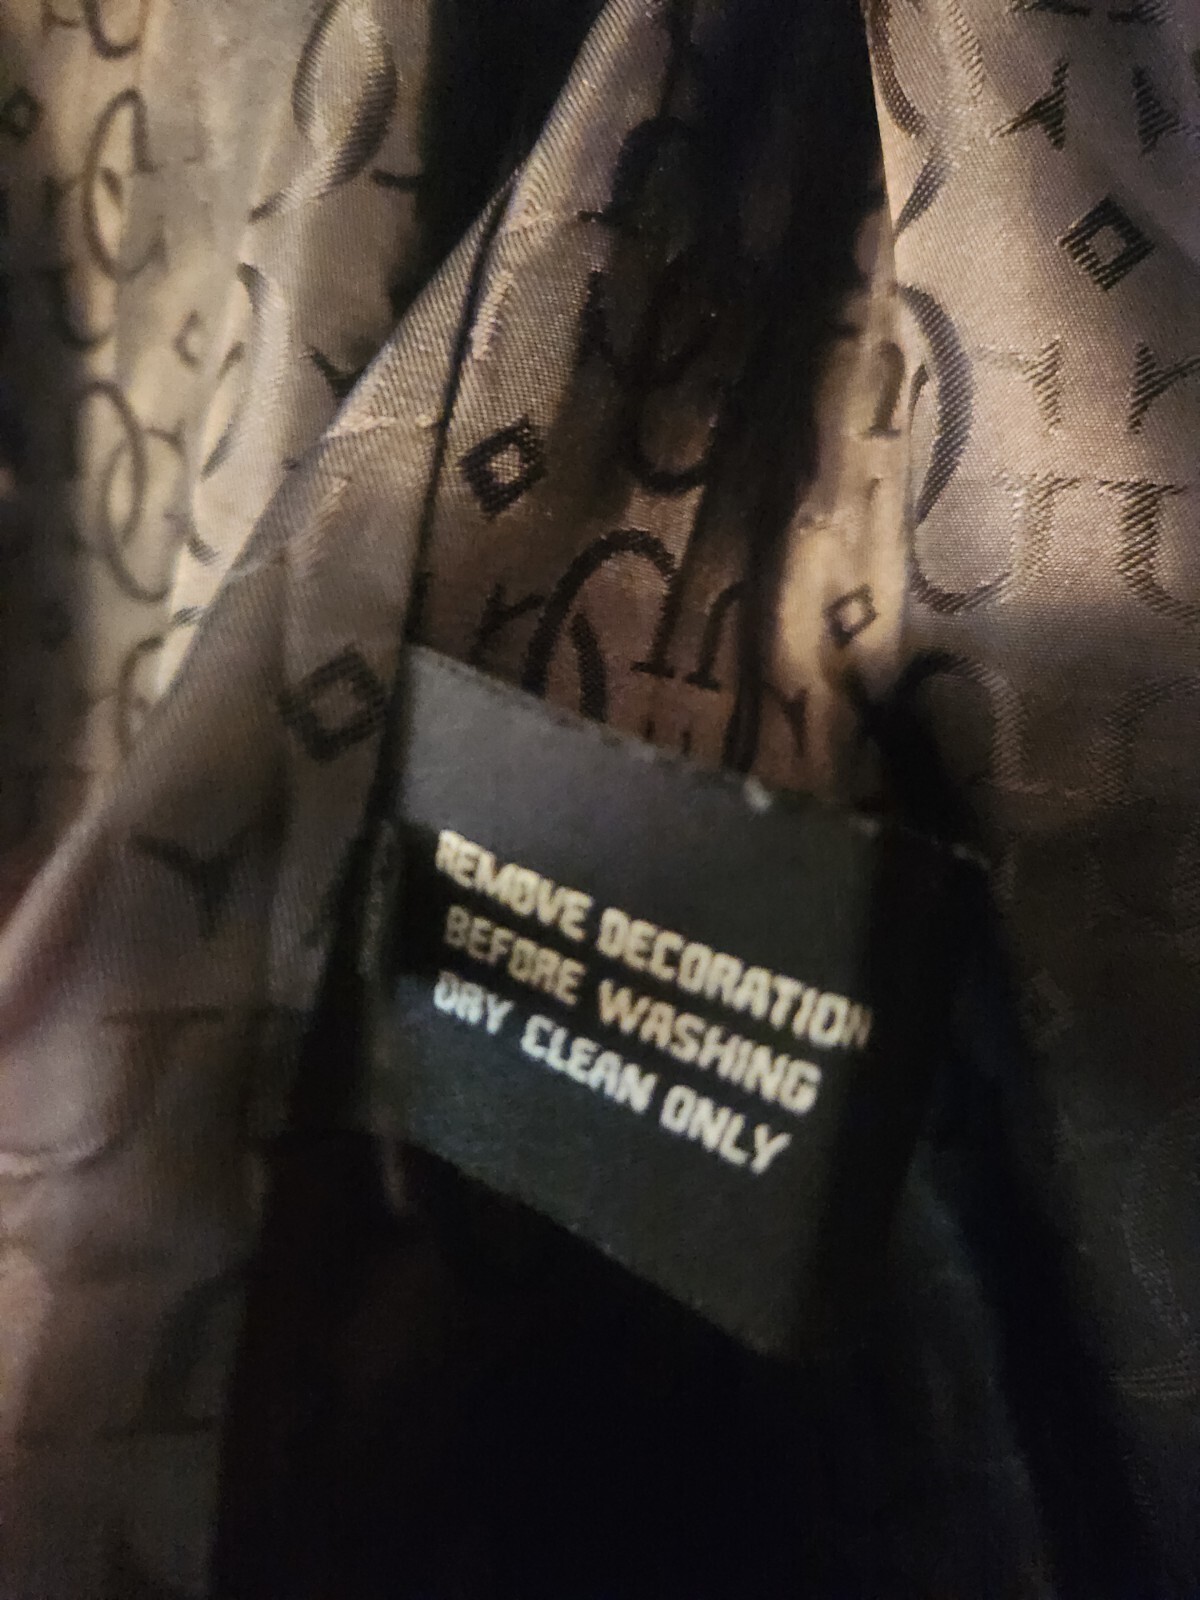 REMOVE DECORATION
BEFORE WASHING
DRY CLEAN ONLY